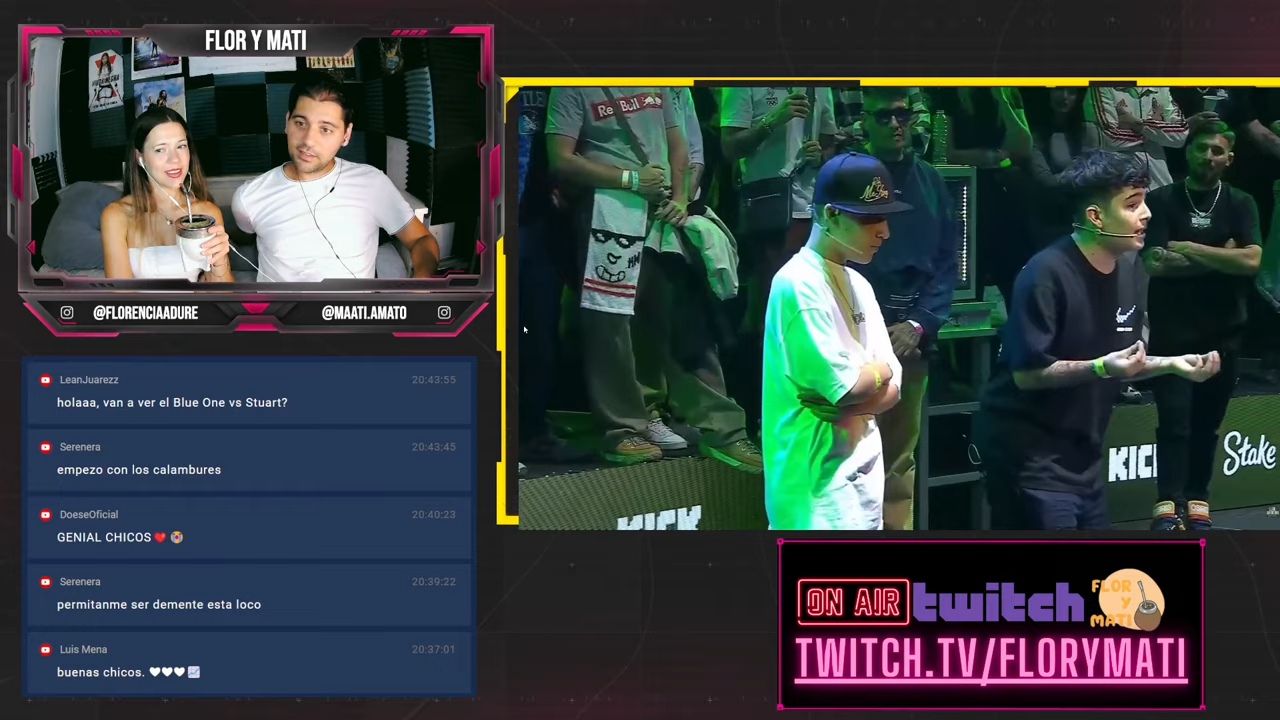 FLOR Y MATI
@FLORENCIAADURE
@MAATI.AMATO
LeanJuarezz 20:43:55
holaaa, van a ver el Blue One vs Stuart?
Serenera 20:43:45
empezo con los calambures
DoeseOficial 20:40:23
GENIAL CHICOS
Serenera 20:39:22
permitanme ser demente esta loco
Luis Mena 20:37:01
buenas chicos.
Red Bull
KICK
KICK
Stake
ON AIR
twitch
FLOR
Y
MATI
TWITCH.TV/FLORYMATI